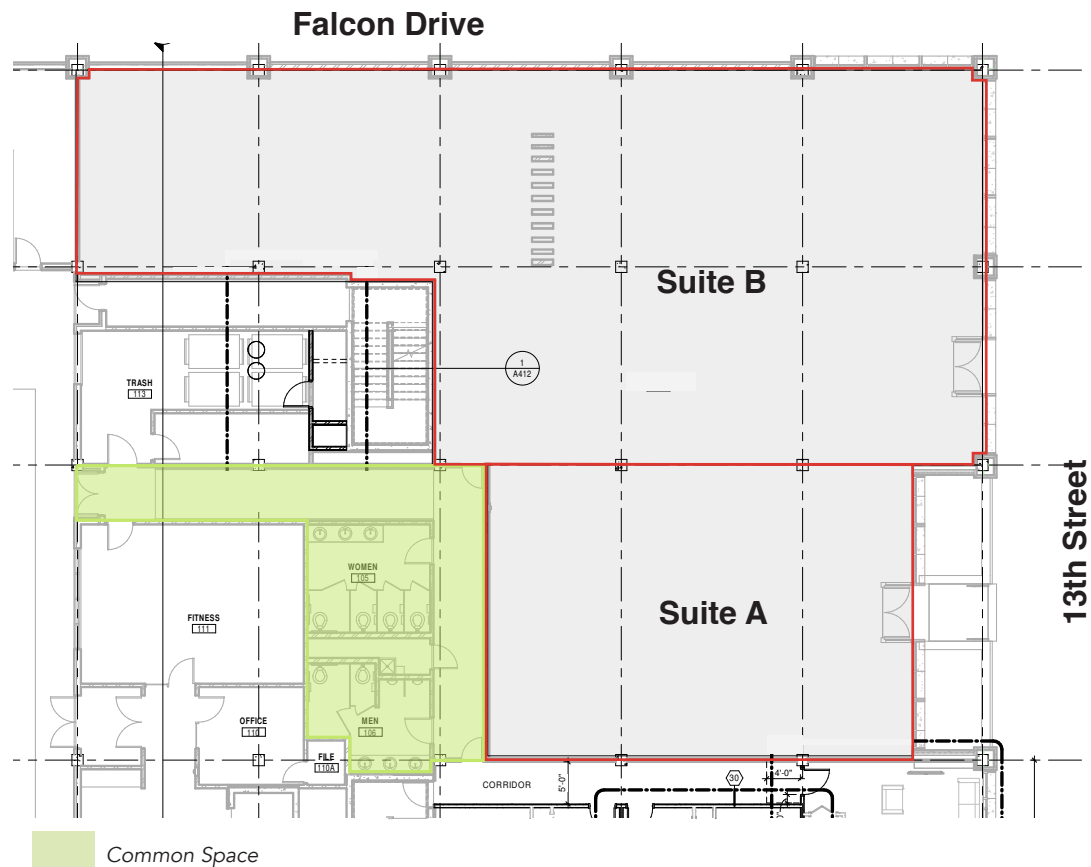 Falcon Drive
Suite B
1
A412
TRASH
113
13th Street
WOMEN
105
FITNESS
111
Suite A
OFFICE
110
MEN
106
FILE
110A
CORRIDOR
5'-0"
30
4'-0"
Common Space